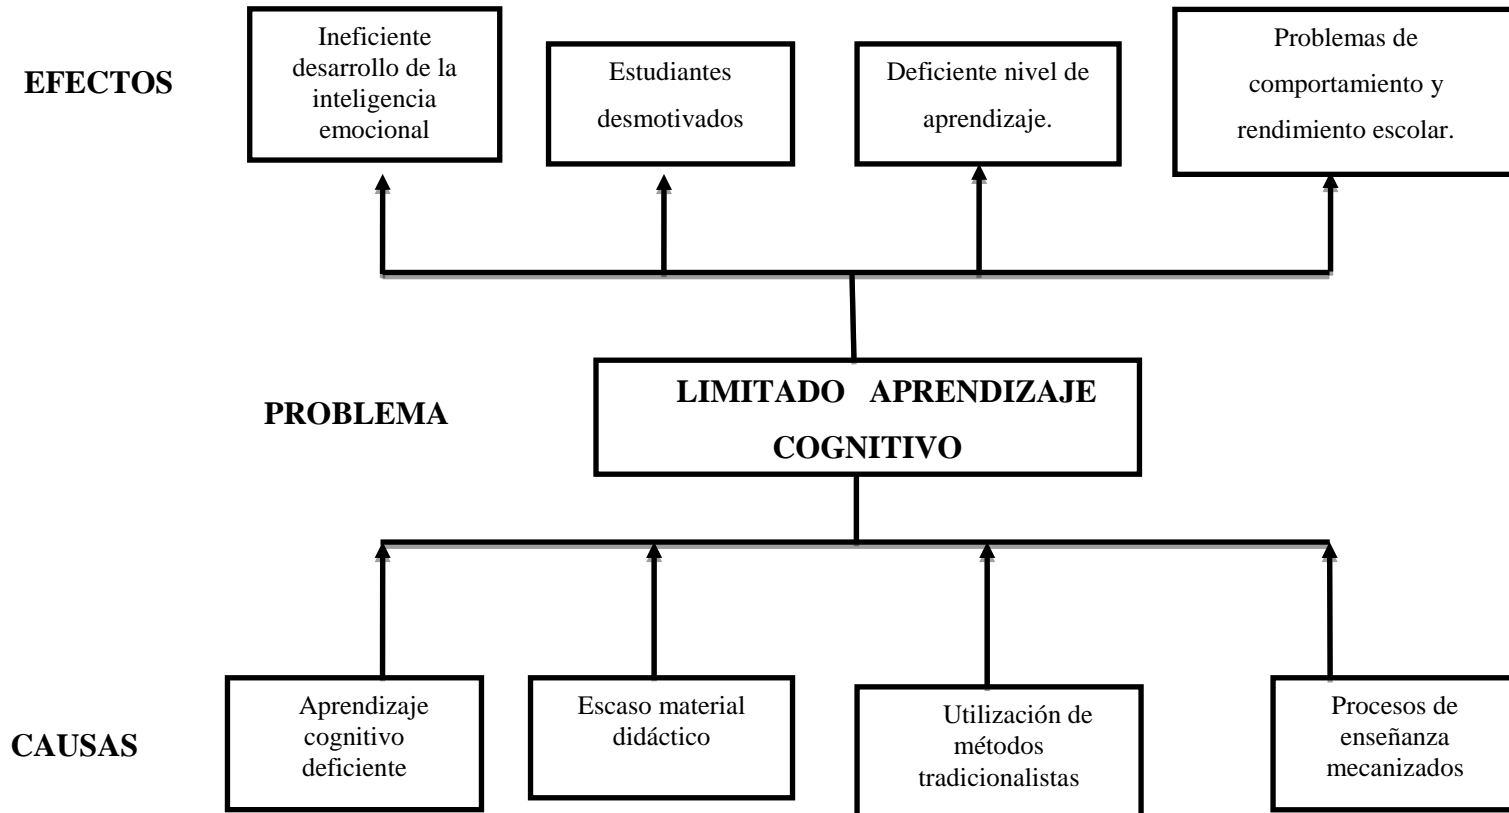 EFECTOS
Ineficiente
desarrollo de la
inteligencia
emocional
Estudiantes
desmotivados
Deficiente nivel de
aprendizaje.
Problemas de
comportamiento y
rendimiento escolar.
PROBLEMA
LIMITADO APRENDIZAJE
COGNITIVO
CAUSAS
Aprendizaje
cognitivo
deficiente
Escaso material
didáctico
Utilización de
métodos
tradicionalistas
Procesos de
enseñanza
mecanizados